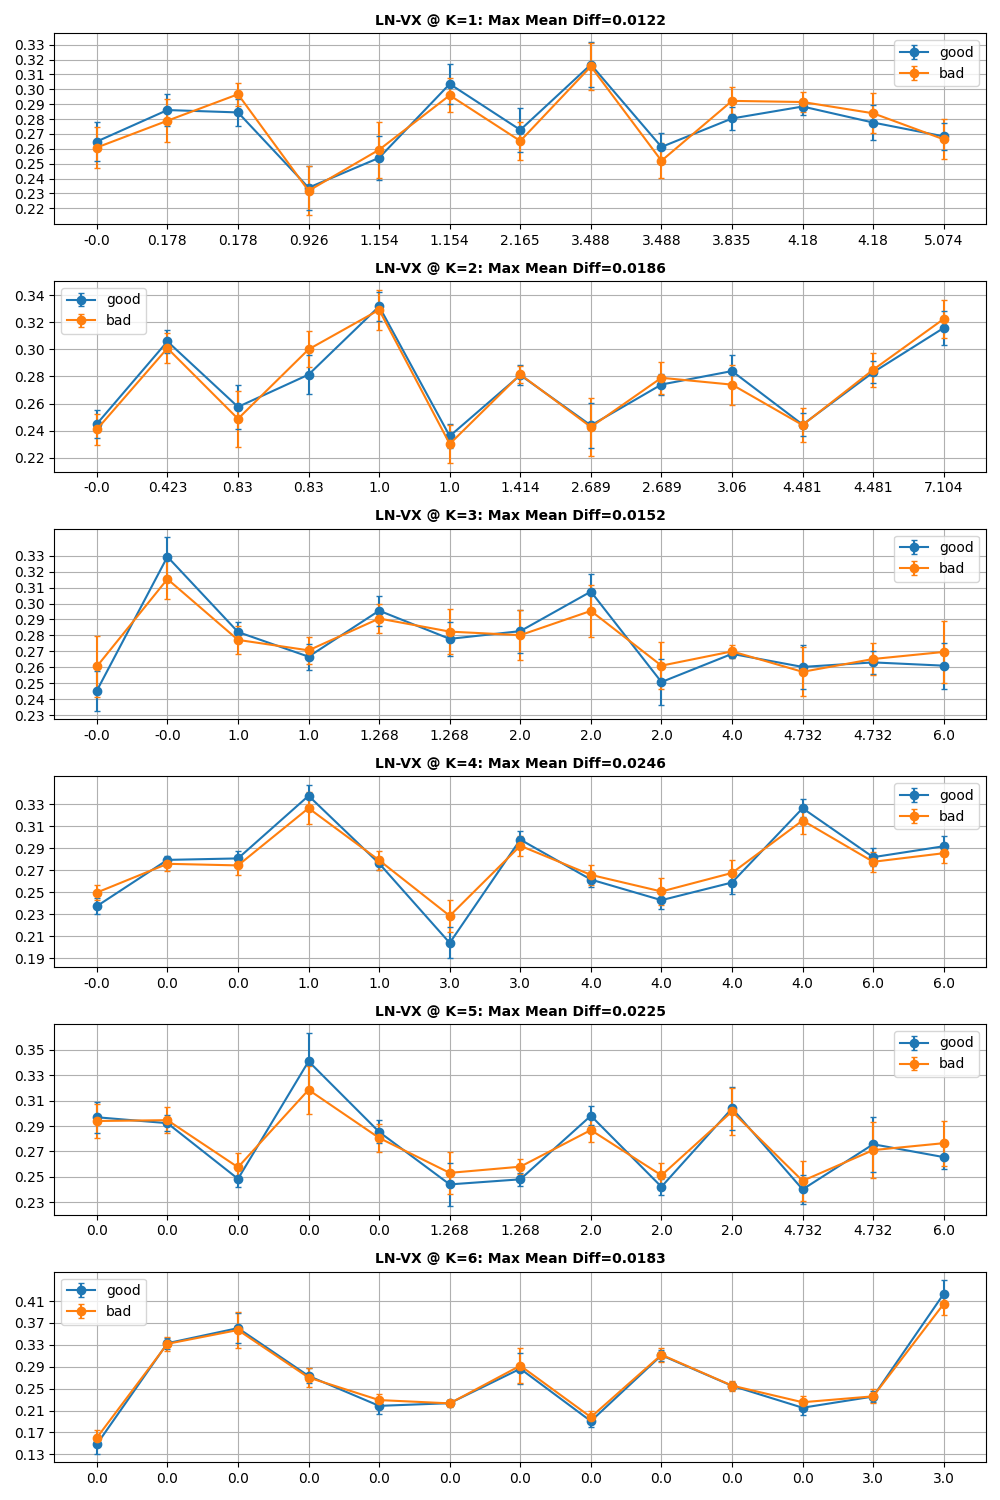 LN-VX @ K=1: Max Mean Diff=0.0122
good
bad
0.33
0.32
0.31
0.30
0.29
0.28
0.27
0.26
0.25
0.24
0.23
0.22
-0.0 0.178 0.178 0.926 1.154 1.154 2.165 3.488 3.488 3.835 4.18 4.18 5.074
LN-VX @ K=2: Max Mean Diff=0.0186
good
bad
0.34
0.32
0.30
0.28
0.26
0.24
0.22
-0.0 0.423 0.83 0.83 1.0 1.0 1.414 2.689 2.689 3.06 4.481 4.481 7.104
LN-VX @ K=3: Max Mean Diff=0.0152
good
bad
0.33
0.32
0.31
0.30
0.29
0.28
0.27
0.26
0.25
0.24
0.23
-0.0 -0.0 1.0 1.0 1.268 1.268 2.0 2.0 2.0 4.0 4.732 4.732 6.0
LN-VX @ K=4: Max Mean Diff=0.0246
good
bad
0.33
0.31
0.29
0.27
0.25
0.23
0.21
0.19
-0.0 0.0 0.0 1.0 1.0 3.0 3.0 4.0 4.0 4.0 4.0 6.0 6.0
LN-VX @ K=5: Max Mean Diff=0.0225
good
bad
0.35
0.33
0.31
0.29
0.27
0.25
0.23
0.0 0.0 0.0 0.0 0.0 1.268 1.268 2.0 2.0 2.0 4.732 4.732 6.0
LN-VX @ K=6: Max Mean Diff=0.0183
good
bad
0.41
0.37
0.33
0.29
0.25
0.21
0.17
0.13
0.0 0.0 0.0 0.0 0.0 0.0 0.0 0.0 0.0 0.0 0.0 3.0 3.0